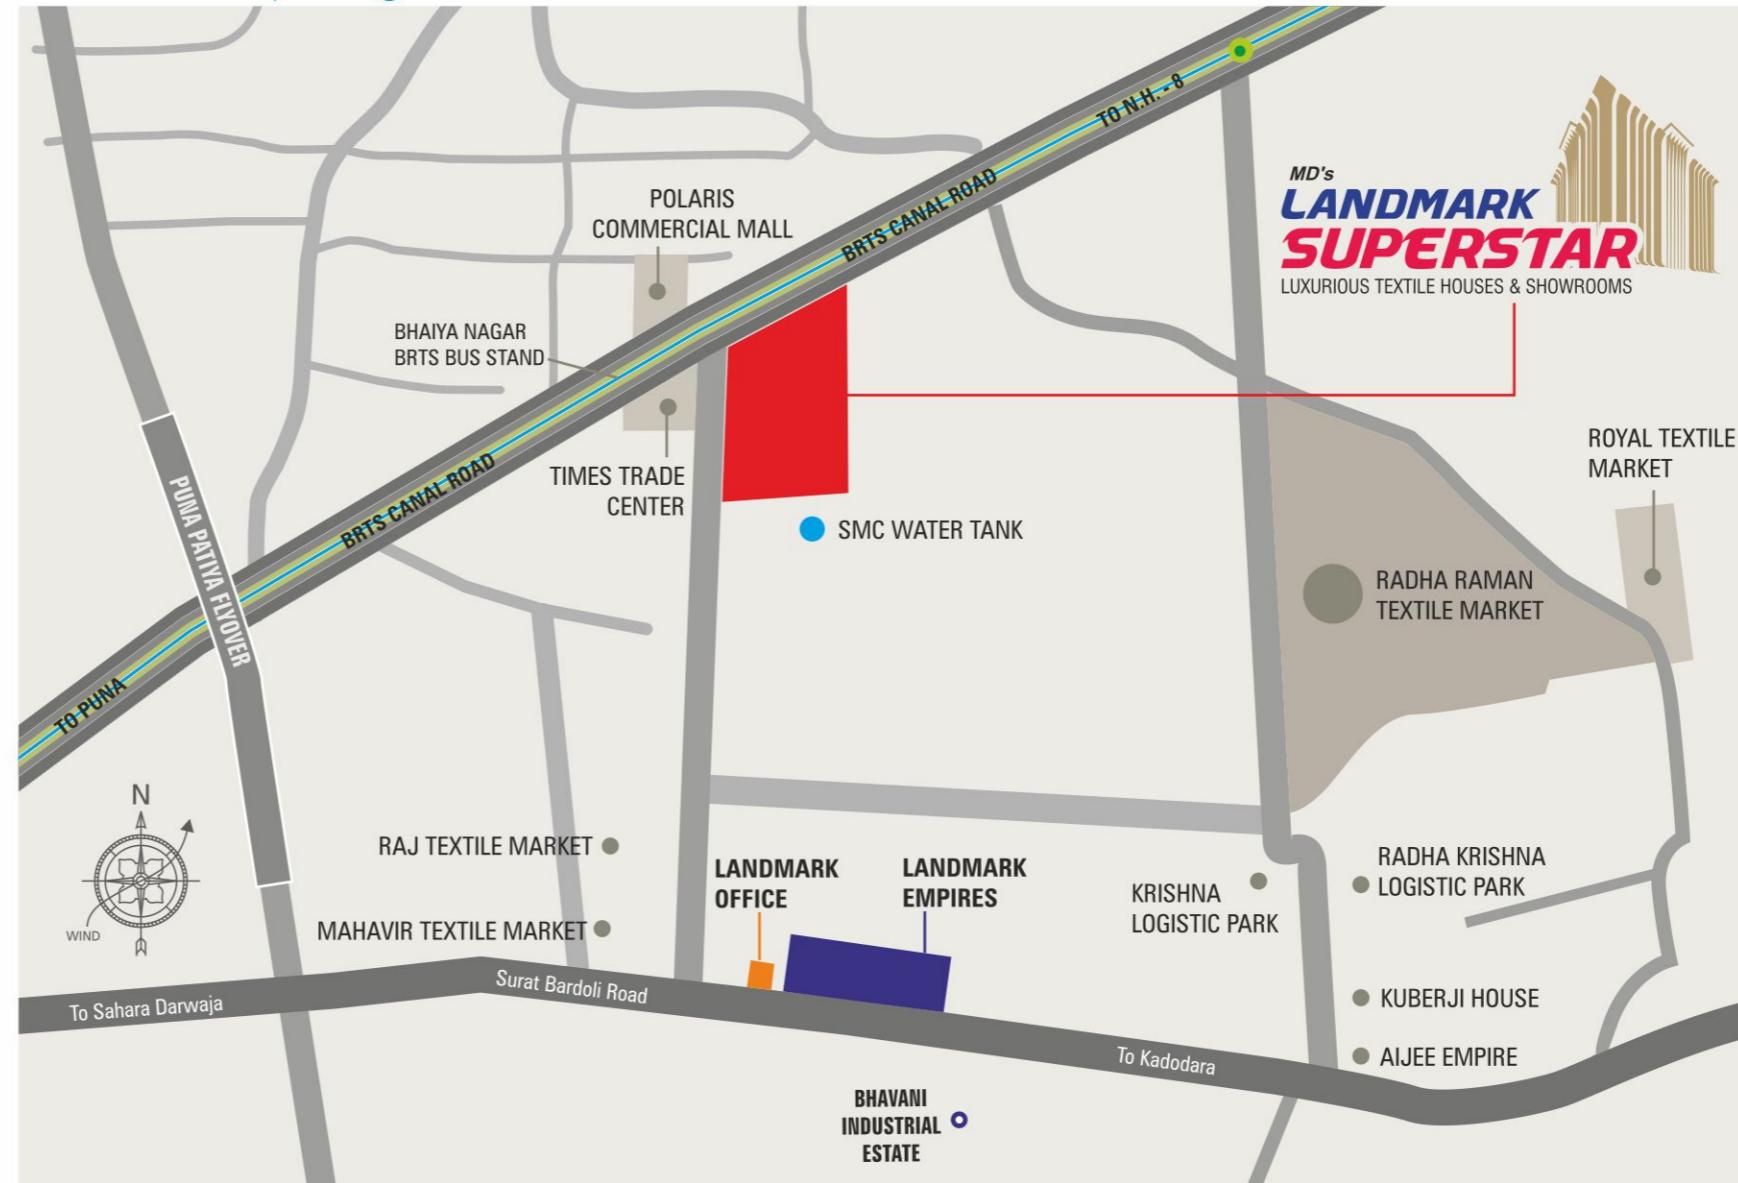 TO N.H. - 8
MD's
LANDMARK
SUPERSTAR
LUXURIOUS TEXTILE HOUSES & SHOWROOMS
POLARIS
COMMERCIAL MALL
BRTS CANAL ROAD
BHAIYA NAGAR
BRTS BUS STAND
TIMES TRADE
CENTER
BRTS CANAL ROAD
ROYAL TEXTILE
MARKET
PUNA PATIYA FLYOVER
SMC WATER TANK
RADHA RAMAN
TEXTILE MARKET
TO PUNA
N
WIND
RAJ TEXTILE MARKET
MAHAVIR TEXTILE MARKET
LANDMARK
OFFICE
LANDMARK
EMPIRES
KRISHNA
LOGISTIC PARK
RADHA KRISHNA
LOGISTIC PARK
To Sahara Darwaja
Surat Bardoli Road
To Kadodara
KUBERJI HOUSE
AIJEE EMPIRE
BHAVANI
INDUSTRIAL
ESTATE